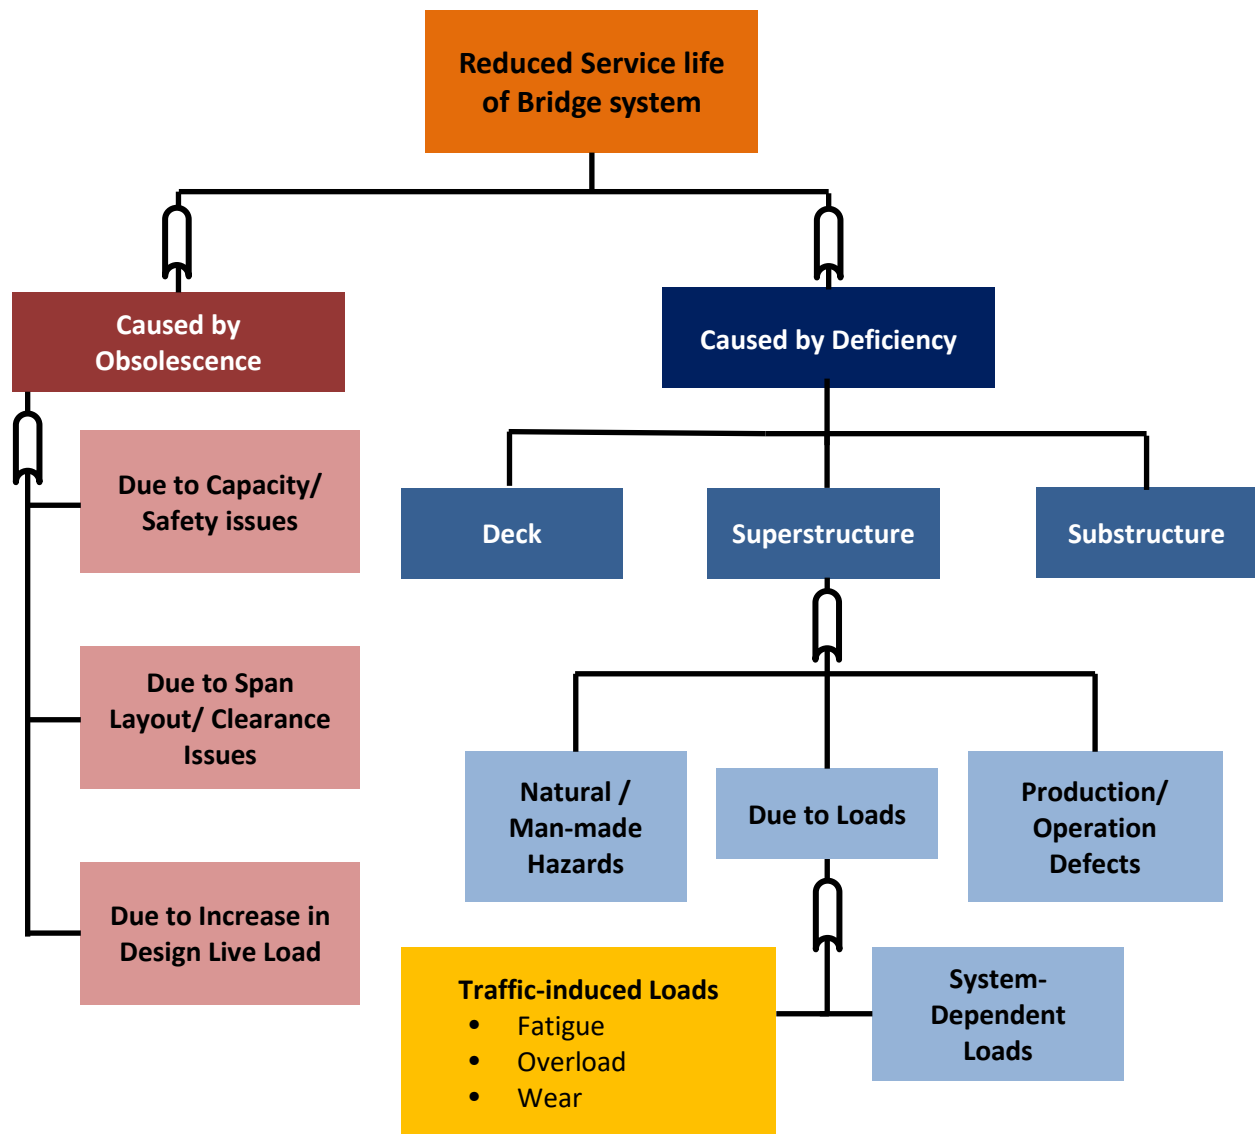 Reduced Service life
of Bridge system
Caused by
Obsolescence
Caused by Deficiency
Due to Capacity/
Safety issues
Deck
Superstructure
Substructure
Due to Span
Layout/ Clearance
Issues
Natural /
Man-made
Hazards
Due to Loads
Production/
Operation
Defects
Due to Increase in
Design Live Load
Traffic-induced Loads
• Fatigue
• Overload
• Wear
System-
Dependent
Loads